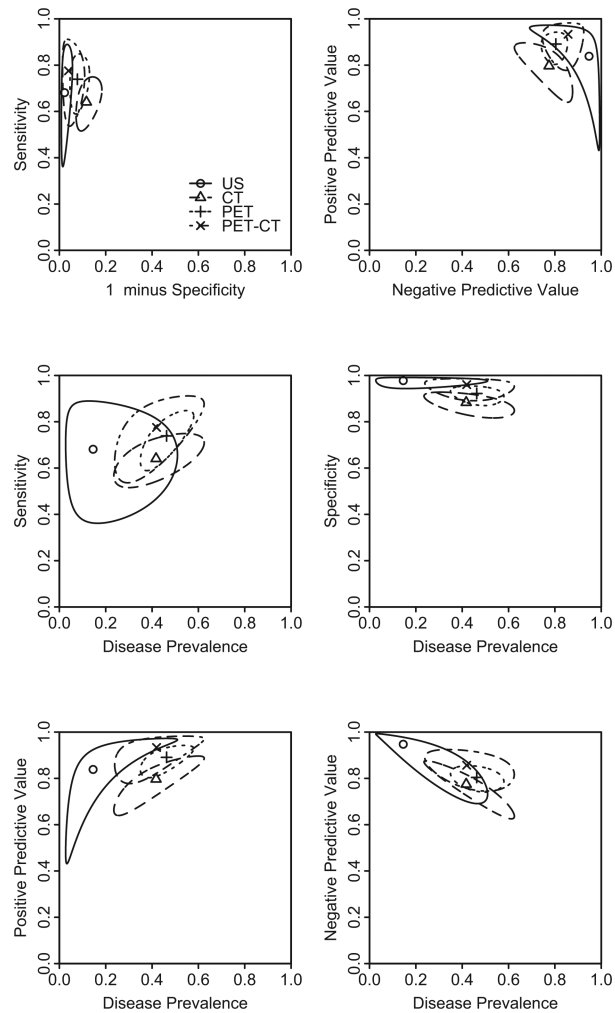 Sensitivity
0.0 0.2 0.4 0.6 0.8 1.0
US
CT
PET
PET-CT
0.0 0.2 0.4 0.6 0.8 1.0
1 minus Specificity
Positive Predictive Value
0.0 0.2 0.4 0.6 0.8 1.0
0.0 0.2 0.4 0.6 0.8 1.0
Negative Predictive Value
Sensitivity
0.0 0.2 0.4 0.6 0.8 1.0
0.0 0.2 0.4 0.6 0.8 1.0
Disease Prevalence
Specificity
0.0 0.2 0.4 0.6 0.8 1.0
0.0 0.2 0.4 0.6 0.8 1.0
Disease Prevalence
Positive Predictive Value
0.0 0.2 0.4 0.6 0.8 1.0
0.0 0.2 0.4 0.6 0.8 1.0
Disease Prevalence
Negative Predictive Value
0.0 0.2 0.4 0.6 0.8 1.0
0.0 0.2 0.4 0.6 0.8 1.0
Disease Prevalence